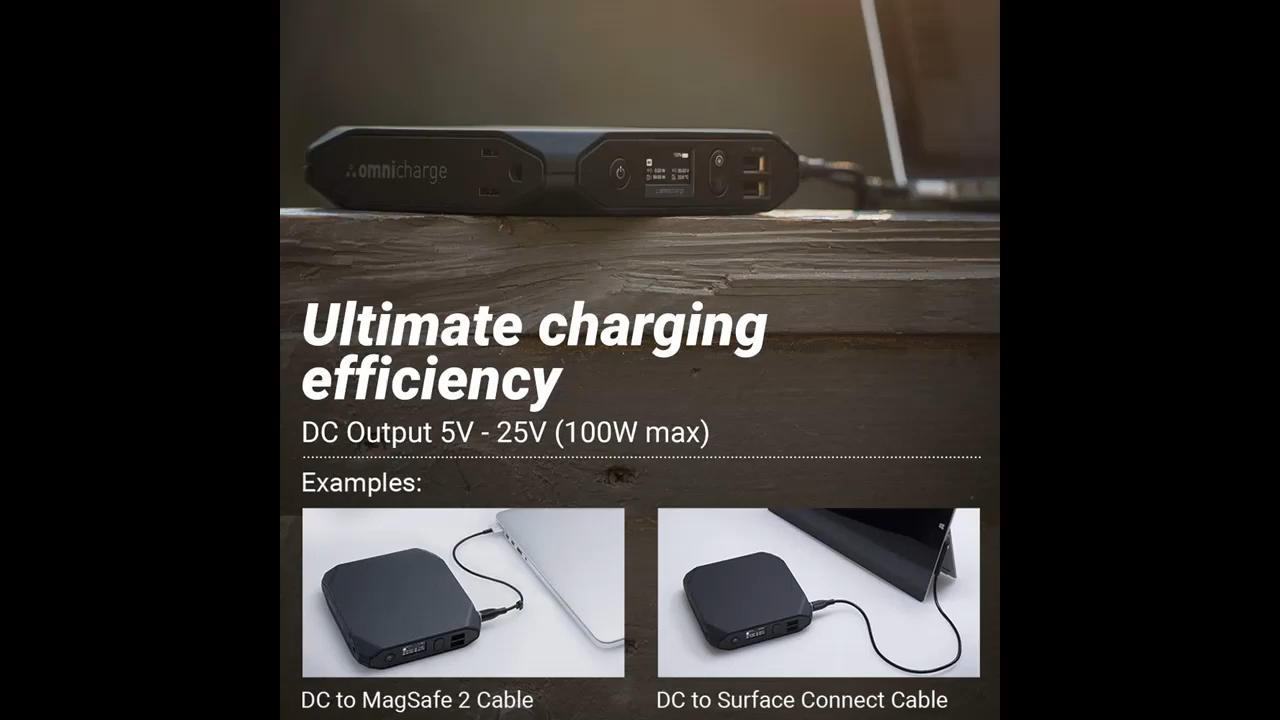 omnicharge
Ultimate charging
efficiency
DC Output 5V - 25V (100W max)
Examples:
DC to MagSafe 2 Cable
DC to Surface Connect Cable